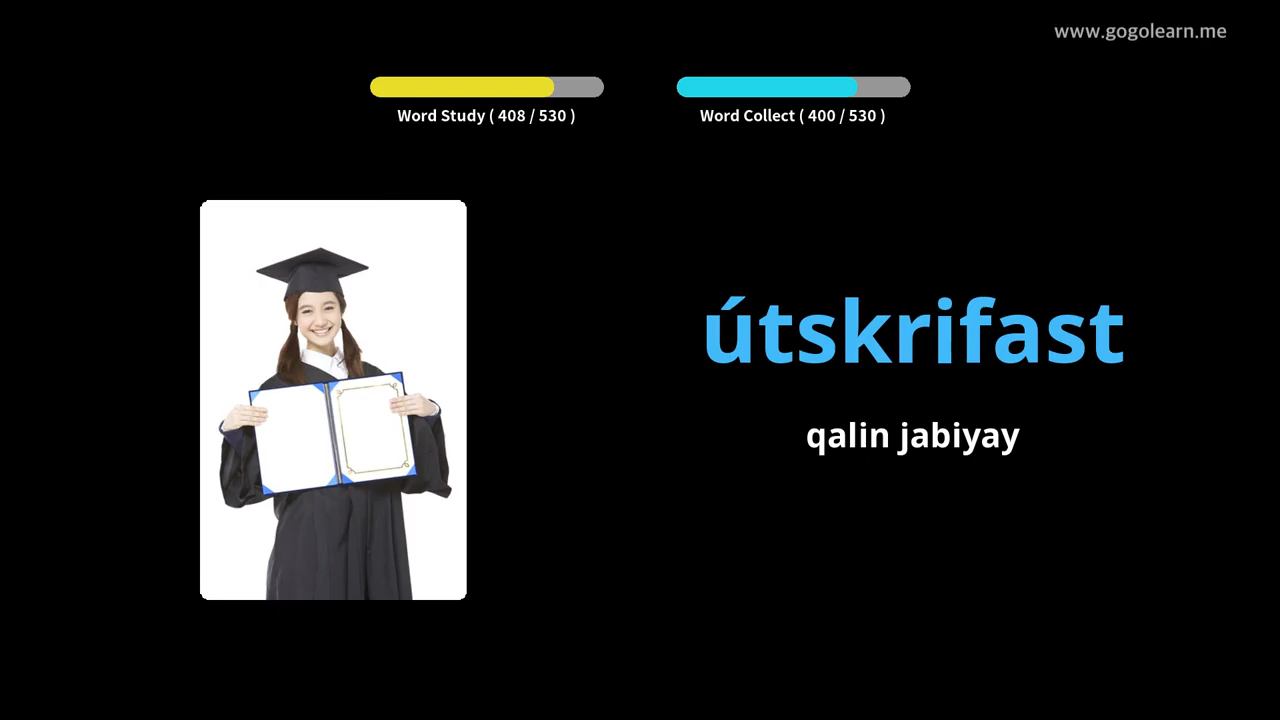 www.gogolearn.me
Word Study ( 408 / 530 )
Word Collect ( 400 / 530 )
útskrifast
qalin jabiyay